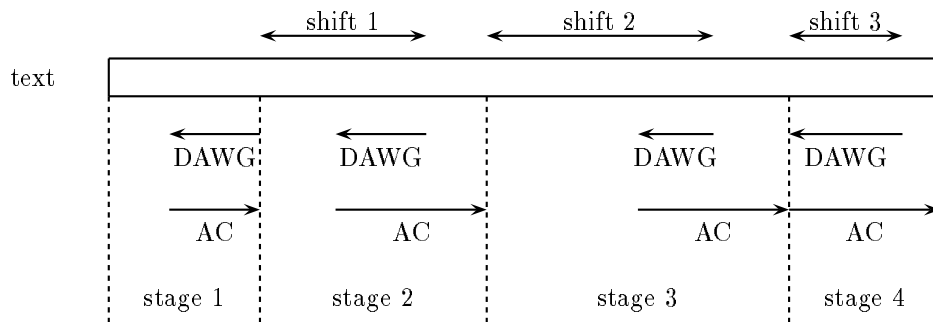 shift 1 shift 2 shift 3
text
DAWG DAWG DAWG DAWG
AC AC AC AC
stage 1 stage 2 stage 3 stage 4